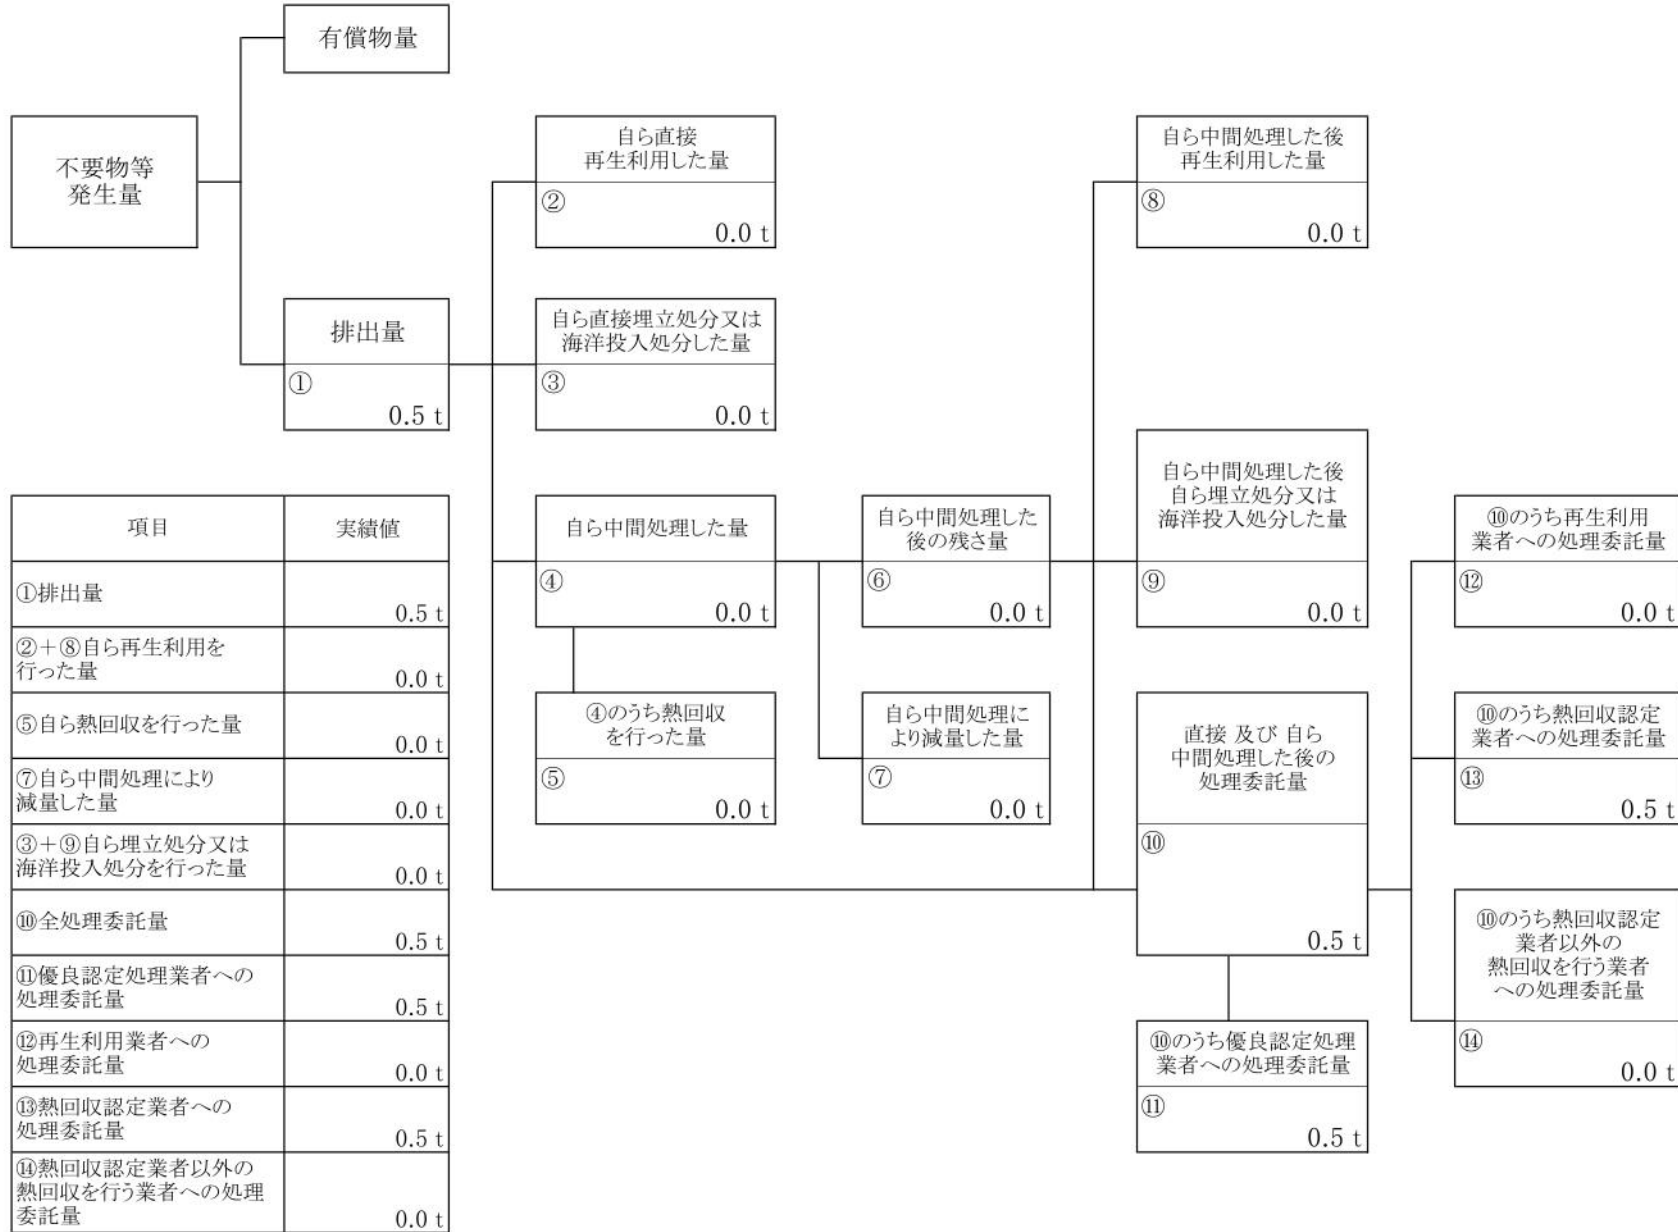 有償物量
不要物等
発生量
自ら直接
再生利用した量
②
0.0 t
自ら中間処理した後
再生利用した量
⑧
0.0 t
排出量
①
0.5 t
自ら直接埋立処分又は
海洋投入処分した量
③
0.0 t
自ら中間処理した量
④
0.0 t
自ら中間処理した
後の残さ量
⑥
0.0 t
自ら中間処理した後
自ら埋立処分又は
海洋投入処分した量
⑨
0.0 t
⑩のうち再生利用
業者への処理委託量
⑫
0.0 t
④のうち熱回収
を行った量
⑤
0.0 t
自ら中間処理に
より減量した量
⑦
0.0 t
直接 及び 自ら
中間処理した後の
処理委託量
⑩
0.5 t
⑩のうち熱回収認定
業者への処理委託量
⑬
0.5 t
⑩のうち熱回収認定
業者以外の
熱回収を行う業者
への処理委託量
⑭
0.0 t
⑩のうち優良認定処理
業者への処理委託量
⑪
0.5 t
項目 実績値
①排出量
0.5 t
②＋⑧自ら再生利用を
行った量
0.0 t
⑤自ら熱回収を行った量
0.0 t
⑦自ら中間処理により
減量した量
0.0 t
③＋⑨自ら埋立処分又は
海洋投入処分を行った量
0.0 t
⑩全処理委託量
0.5 t
⑪優良認定処理業者への
処理委託量
0.5 t
⑫再生利用業者への
処理委託量
0.0 t
⑬熱回収認定業者への
処理委託量
0.5 t
⑭熱回収認定業者以外の
熱回収を行う業者への処理
委託量
0.0 t